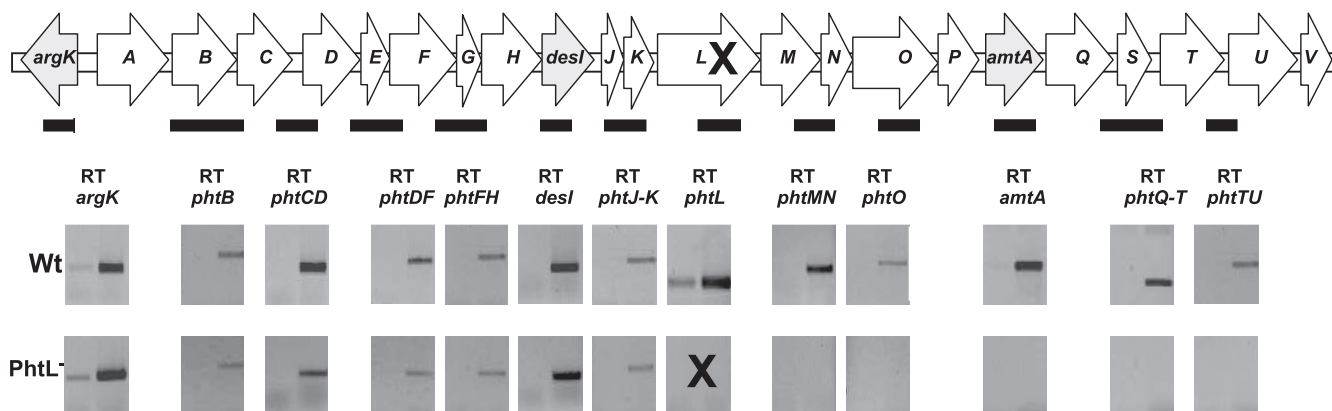 argK A B C D E F G H desI J K L X M N O P amtA Q S T U V
RT RT RT RT RT RT RT RT RT RT RT RT RT
argK phtB phtCD phtDF phtFH desI phtJ-K phtL phtMN phtO amtA phtQ-T phtTU
Wt
PhtL⁻ X